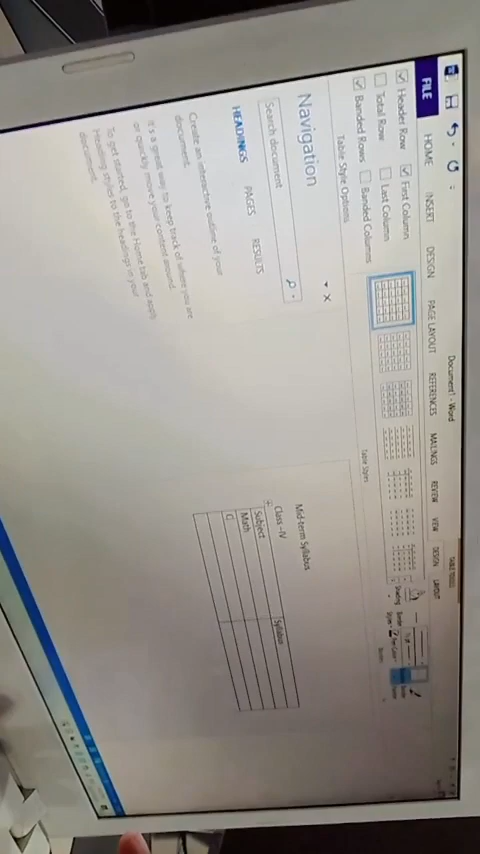 Document1 - Word
TABLE TOOLS
FILE HOME INSERT DESIGN PAGE LAYOUT REFERENCES MAILINGS REVIEW VIEW DESIGN LAYOUT
Header Row First Column
Total Row Last Column
Banded Rows Banded Columns
Table Style Options
Table Styles
Shading
Border
Navigation
Search document
HEADINGS PAGES RESULTS
Create an interactive outline of your
document.
It's a great way to keep track of where you are
or quickly move your content around.
To get started, go to the Home tab and apply
Heading styles to the headings in your
document.
Mid-term Syllabus
Class -IV
Subject Syllabus
Math